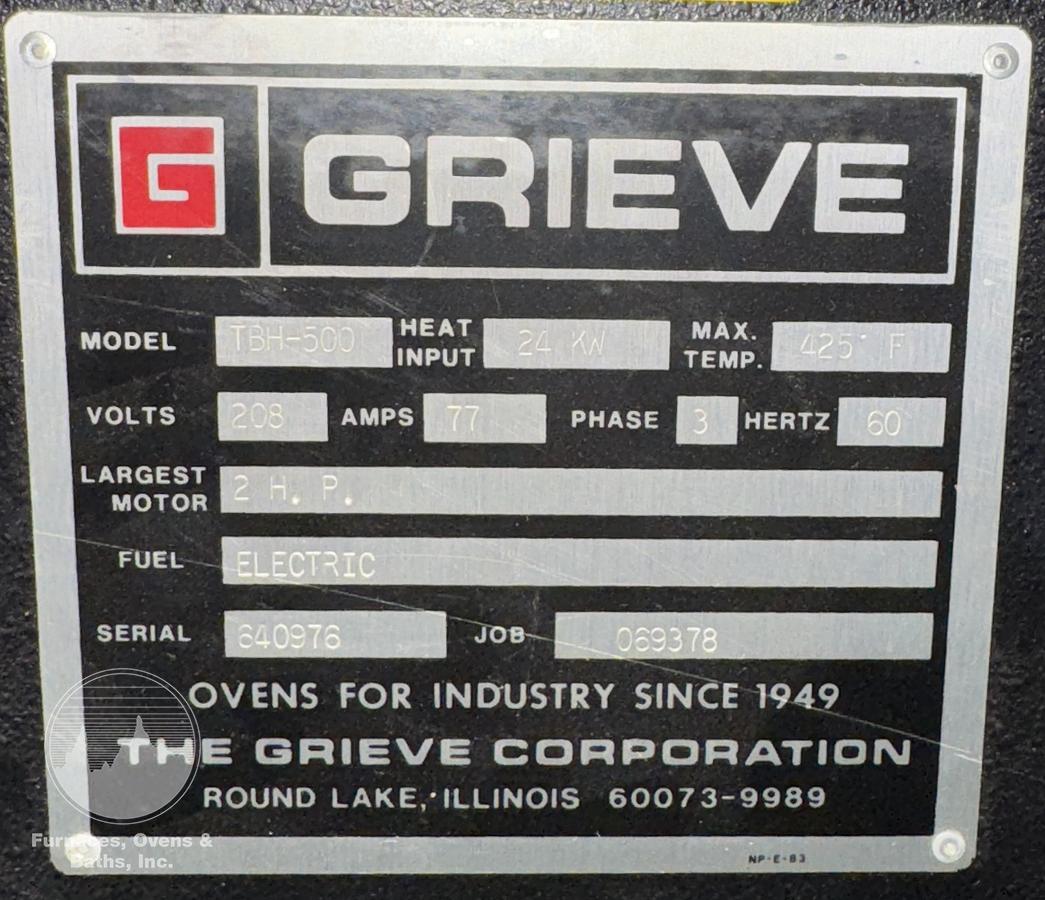 G GRIEVE
MODEL TBH-500 HEAT INPUT 24 KW MAX. TEMP. 425° F
VOLTS 208 AMPS 77 PHASE 3 HERTZ 60
LARGEST MOTOR 2 H. P.
FUEL ELECTRIC
SERIAL 640976 JOB 069378
OVENS FOR INDUSTRY SINCE 1949
THE GRIEVE CORPORATION
ROUND LAKE, ILLINOIS 60073-9989
Furnaces, Ovens &
Baths, Inc.
NP-E-83